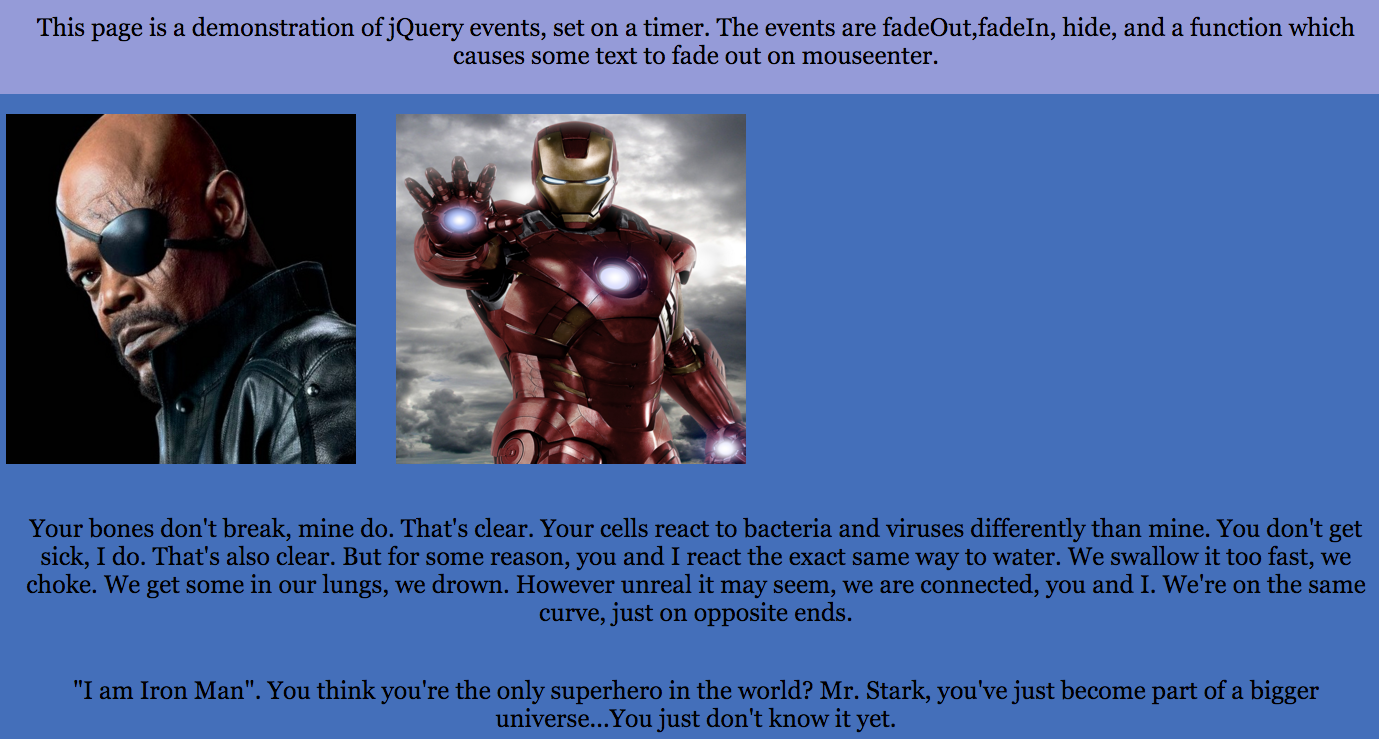 This page is a demonstration of jQuery events, set on a timer. The events are fadeOut,fadeIn, hide, and a function which
causes some text to fade out on mouseenter.
Your bones don't break, mine do. That's clear. Your cells react to bacteria and viruses differently than mine. You don't get
sick, I do. That's also clear. But for some reason, you and I react the exact same way to water. We swallow it too fast, we
choke. We get some in our lungs, we drown. However unreal it may seem, we are connected, you and I. We're on the same
curve, just on opposite ends.
"I am Iron Man". You think you're the only superhero in the world? Mr. Stark, you've just become part of a bigger
universe...You just don't know it yet.